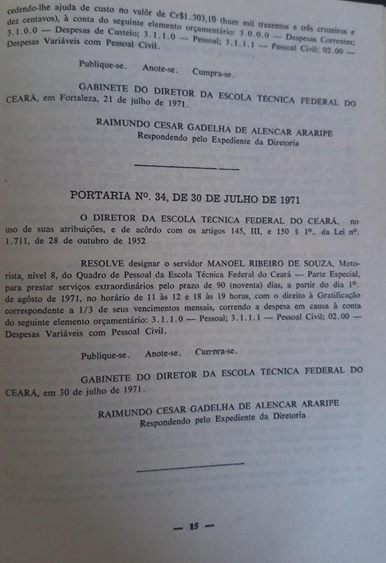 cedendo-lhe ajuda de custo no valôr de Cr$1.303,10 (hum mil trezentos e três cruzeiros e
dez centavos), à conta do seguinte elemento orçamentário: 3.0.0.0 — Despesas Correntes;
3.1.0.0 — Despesas de Custeio; 3.1.1.0 — Pessoal; 3.1.1.1 — Pessoal Civil; 02.00 —
Despesas Variáveis com Pessoal Civil.
Publique-se. Anote-se. Cumpra-se.
GABINETE DO DIRETOR DA ESCOLA TÉCNICA FEDERAL DO
CEARÁ, em Fortaleza, 21 de julho de 1971.
RAIMUNDO CESAR GADELHA DE ALENCAR ARARIPE
Respondendo pelo Expediente da Diretoria
PORTARIA Nº. 34, DE 30 DE JULHO DE 1971
O DIRETOR DA ESCOLA TÉCNICA FEDERAL DO CEARÁ, no
uso de suas atribuições, e de acôrdo com os artigos 145, III, e 150 § 1º., da Lei nº
1.711, de 28 de outubro de 1952
RESOLVE designar o servidor MANOEL RIBEIRO DE SOUZA, Moto-
rista, nível 8, do Quadro de Pessoal da Escola Técnica Federal do Ceará — Parte Especial,
para prestar serviços extraordinários pelo prazo de 90 (noventa) dias, a partir do dia 1º.
de agôsto de 1971, no horário de 11 às 12 e 18 às 19 horas, com o direito à Gratificação
correspondente a 1/3 de seus vencimentos mensais, correndo a despesa em causa à conta
do seguinte elemento orçamentário: 3.1.1.0 — Pessoal; 3.1.1.1 — Pessoal Civil; 02.00 —
Despesas Variáveis com Pessoal Civil.
Publique-se. Anote-se. Cumpra-se.
GABINETE DO DIRETOR DA ESCOLA TÉCNICA FEDERAL DO
CEARÁ, em 30 de julho de 1971.
RAIMUNDO CESAR GADELHA DE ALENCAR ARARIPE
Respondendo pelo Expediente da Diretoria
— 15 —